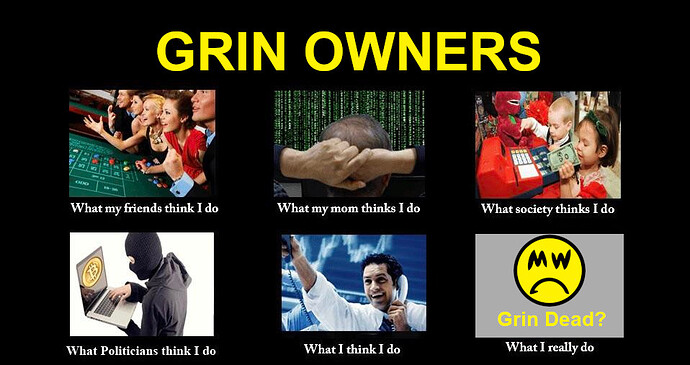 GRIN OWNERS
What my friends think I do
What my mom thinks I do
What society thinks I do
What Politicians think I do
What I think I do
MW
Grin Dead?
What I really do